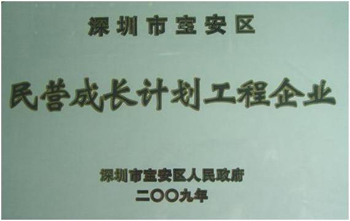 深圳市宝安区
民营成长计划工程企业
深圳市宝安区人民政府
二〇〇九年